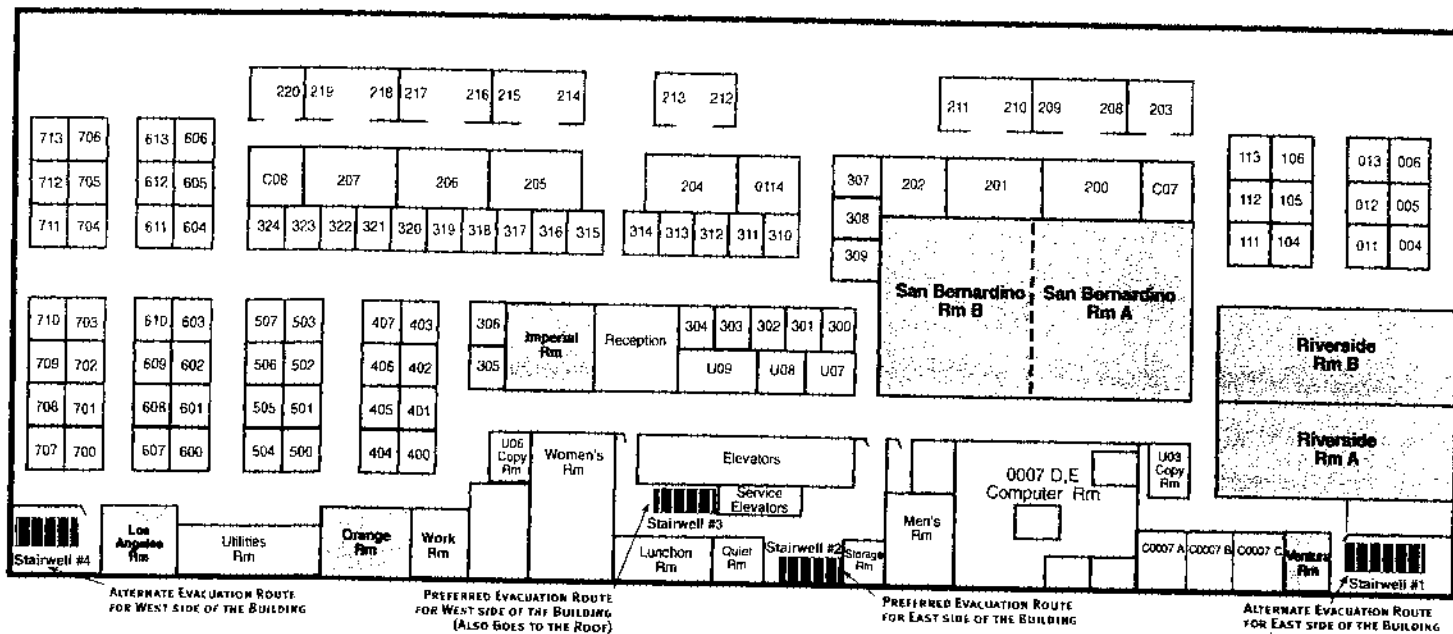 220 219 218 217 216 215 214
213 212
211 210 209 208 203
713 706
712 705
711 704
613 606
612 605
611 604
C08 207 206 205
324 323 322 321 320 319 318 317 316 315
204 0114
314 313 312 311 310
307
308
309
202 201 200 C07
San Bernardino
Rm B
San Bernardino
Rm A
113 106
112 105
111 104
013 006
012 005
011 004
710 703
709 702
708 701
707 700
610 603
609 602
608 601
607 600
507 503
506 502
505 501
504 500
407 403
406 402
405 401
404 400
306
305
Imperial
Rm
Reception
304 303 302 301 300
U09 U08 U07
Riverside
Rm B
Riverside
Rm A
U06
Copy
Rm
Women's
Rm
Elevators
Service
Elevators
Stairwell #3
0007 D,E
Computer Rm
U03
Copy
Rm
Stairwell #4
Los
Angeles
Rm
Utilities
Rm
Orange
Rm
Work
Rm
Lunchon
Rm
Quiet
Rm
Stairwell #2
Storage
Rm
Men's
Rm
C0007 A C0007 B C0007 C
Ventura
Rm
Stairwell #1
ALTERNATE EVACUATION ROUTE
FOR WEST SIDE OF THE BUILDING
PREFERRED EVACUATION ROUTE
FOR WEST SIDE OF THE BUILDING
(ALSO GOES TO THE ROOF)
PREFERRED EVACUATION ROUTE
FOR EAST SIDE OF THE BUILDING
ALTERNATE EVACUATION ROUTE
FOR EAST SIDE OF THE BUILDING